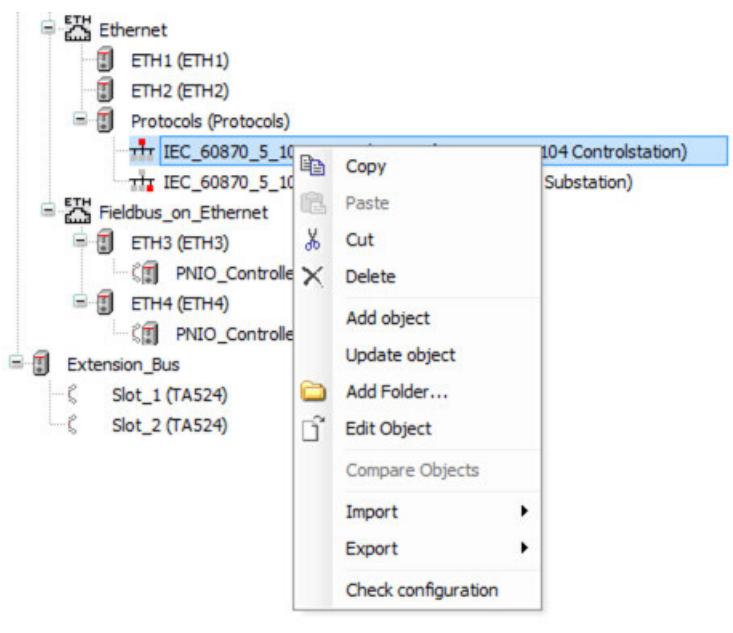 ETH Ethernet
ETH1 (ETH1)
ETH2 (ETH2)
Protocols (Protocols)
IEC_60870_5_10 104 Controlstation)
IEC_60870_5_10 Substation)
ETH Fieldbus_on_Ethernet
ETH3 (ETH3)
PNIO_Controlle
ETH4 (ETH4)
PNIO_Controlle
Extension_Bus
Slot_1 (TA524)
Slot_2 (TA524)
Copy
Paste
Cut
Delete
Add object
Update object
Add Folder...
Edit Object
Compare Objects
Import
Export
Check configuration